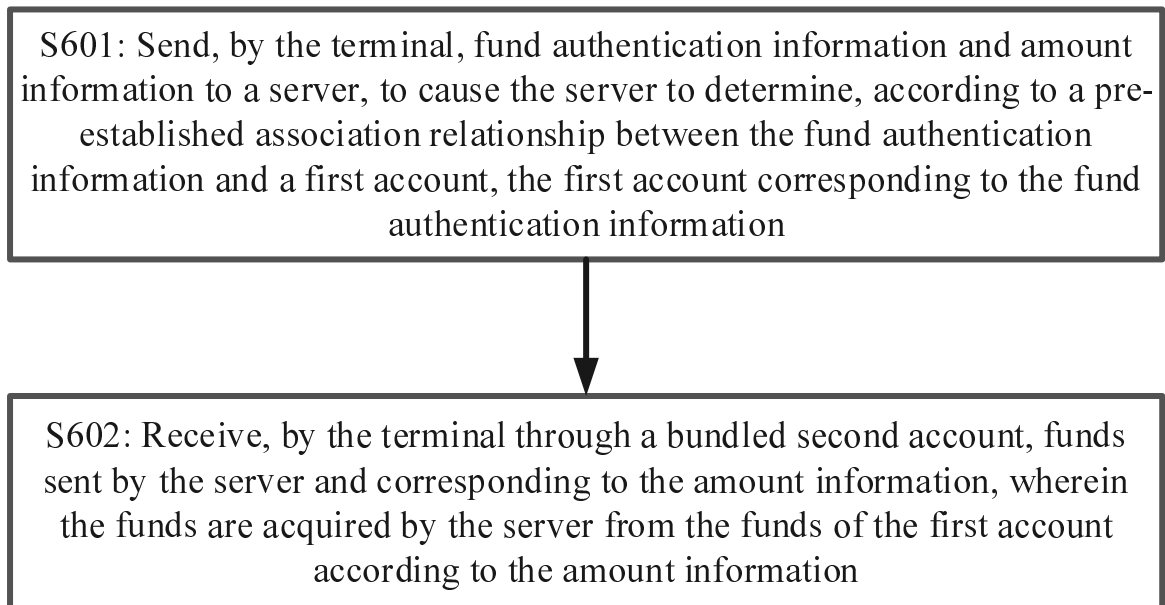 S601: Send, by the terminal, fund authentication information and amount
information to a server, to cause the server to determine, according to a pre-
established association relationship between the fund authentication
information and a first account, the first account corresponding to the fund
authentication information
S602: Receive, by the terminal through a bundled second account, funds
sent by the server and corresponding to the amount information, wherein
the funds are acquired by the server from the funds of the first account
according to the amount information